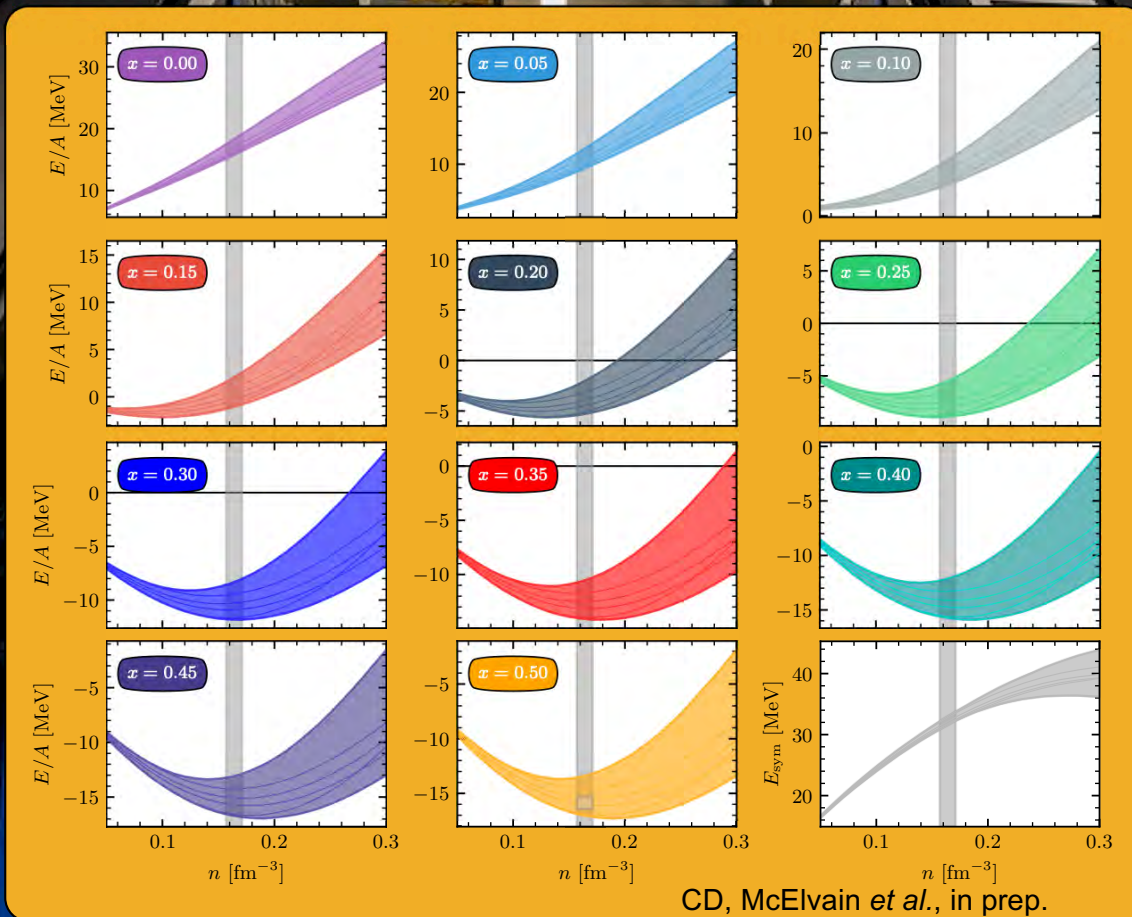 x = 0.00
x = 0.05
x = 0.10
E/A [MeV]
30
20
10
20
10
20
10
0
x = 0.15
x = 0.20
x = 0.25
E/A [MeV]
15
10
5
0
10
5
0
−5
5
0
−5
x = 0.30
x = 0.35
x = 0.40
E/A [MeV]
0
−5
−10
0
−5
−10
0
−5
−10
−15
x = 0.45
x = 0.50
E/A [MeV]
−5
−10
−15
−5
−10
−15
E_sym [MeV]
40
30
20
0.1 0.2 0.3
0.1 0.2 0.3
0.1 0.2 0.3
n [fm⁻³]
n [fm⁻³]
n [fm⁻³]
CD, McElvain et al., in prep.